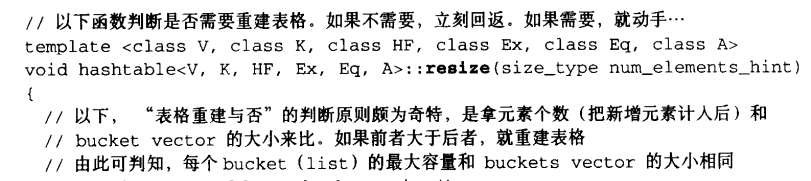 // 以下函数判断是否需要重建表格。如果不需要，立刻回返。如果需要，就动手…
template <class V, class K, class HF, class Ex, class Eq, class A>
void hashtable<V, K, HF, Ex, Eq, A>::resize(size_type num_elements_hint)
{
// 以下， “表格重建与否”的判断原则颇为奇特，是拿元素个数（把新增元素计入后）和
// bucket vector 的大小来比。如果前者大于后者，就重建表格
// 由此可判知，每个 bucket (list) 的最大容量和 buckets vector 的大小相同